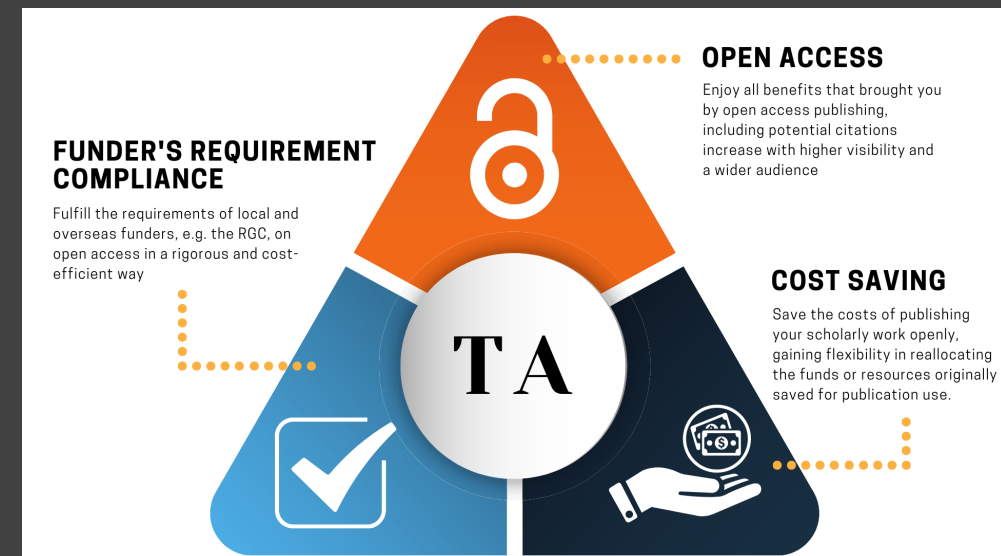 OPEN ACCESS
Enjoy all benefits that brought you
by open access publishing,
including potential citations
increase with higher visibility and
a wider audience
FUNDER'S REQUIREMENT
COMPLIANCE
Fulfill the requirements of local and
overseas funders, e.g. the RGC, on
open access in a rigorous and cost-
efficient way
COST SAVING
Save the costs of publishing
your scholarly work openly,
gaining flexibility in reallocating
the funds or resources originally
saved for publication use.
TA
$